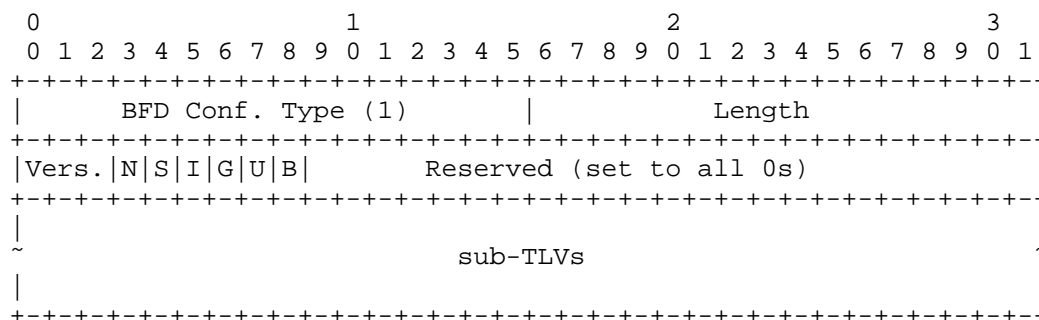 0                   1                   2                   3
 0 1 2 3 4 5 6 7 8 9 0 1 2 3 4 5 6 7 8 9 0 1 2 3 4 5 6 7 8 9 0 1
+-+-+-+-+-+-+-+-+-+-+-+-+-+-+-+-+-+-+-+-+-+-+-+-+-+-+-+-+-+-+-+--
|      BFD Conf. Type (1)       |           Length
+-+-+-+-+-+-+-+-+-+-+-+-+-+-+-+-+-+-+-+-+-+-+-+-+-+-+-+-+-+-+-+--
|Vers.|N|S|I|G|U|B|       Reserved (set to all 0s)
+-+-+-+-+-+-+-+-+-+-+-+-+-+-+-+-+-+-+-+-+-+-+-+-+-+-+-+-+-+-+-+--
|
~                           sub-TLVs                            ~
|
+-+-+-+-+-+-+-+-+-+-+-+-+-+-+-+-+-+-+-+-+-+-+-+-+-+-+-+-+-+-+-+--